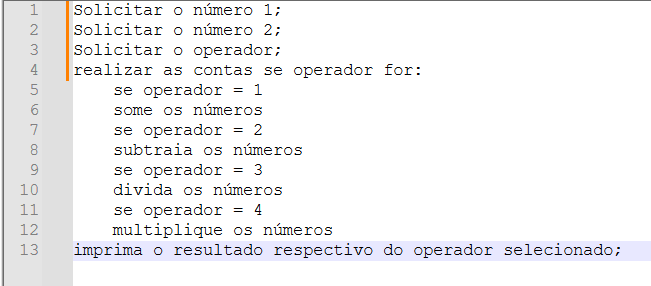 1 Solicitar o número 1;
2 Solicitar o número 2;
3 Solicitar o operador;
4 realizar as contas se operador for:
5 se operador = 1
6 some os números
7 se operador = 2
8 subtraia os números
9 se operador = 3
10 divida os números
11 se operador = 4
12 multiplique os números
13 imprima o resultado respectivo do operador selecionado;